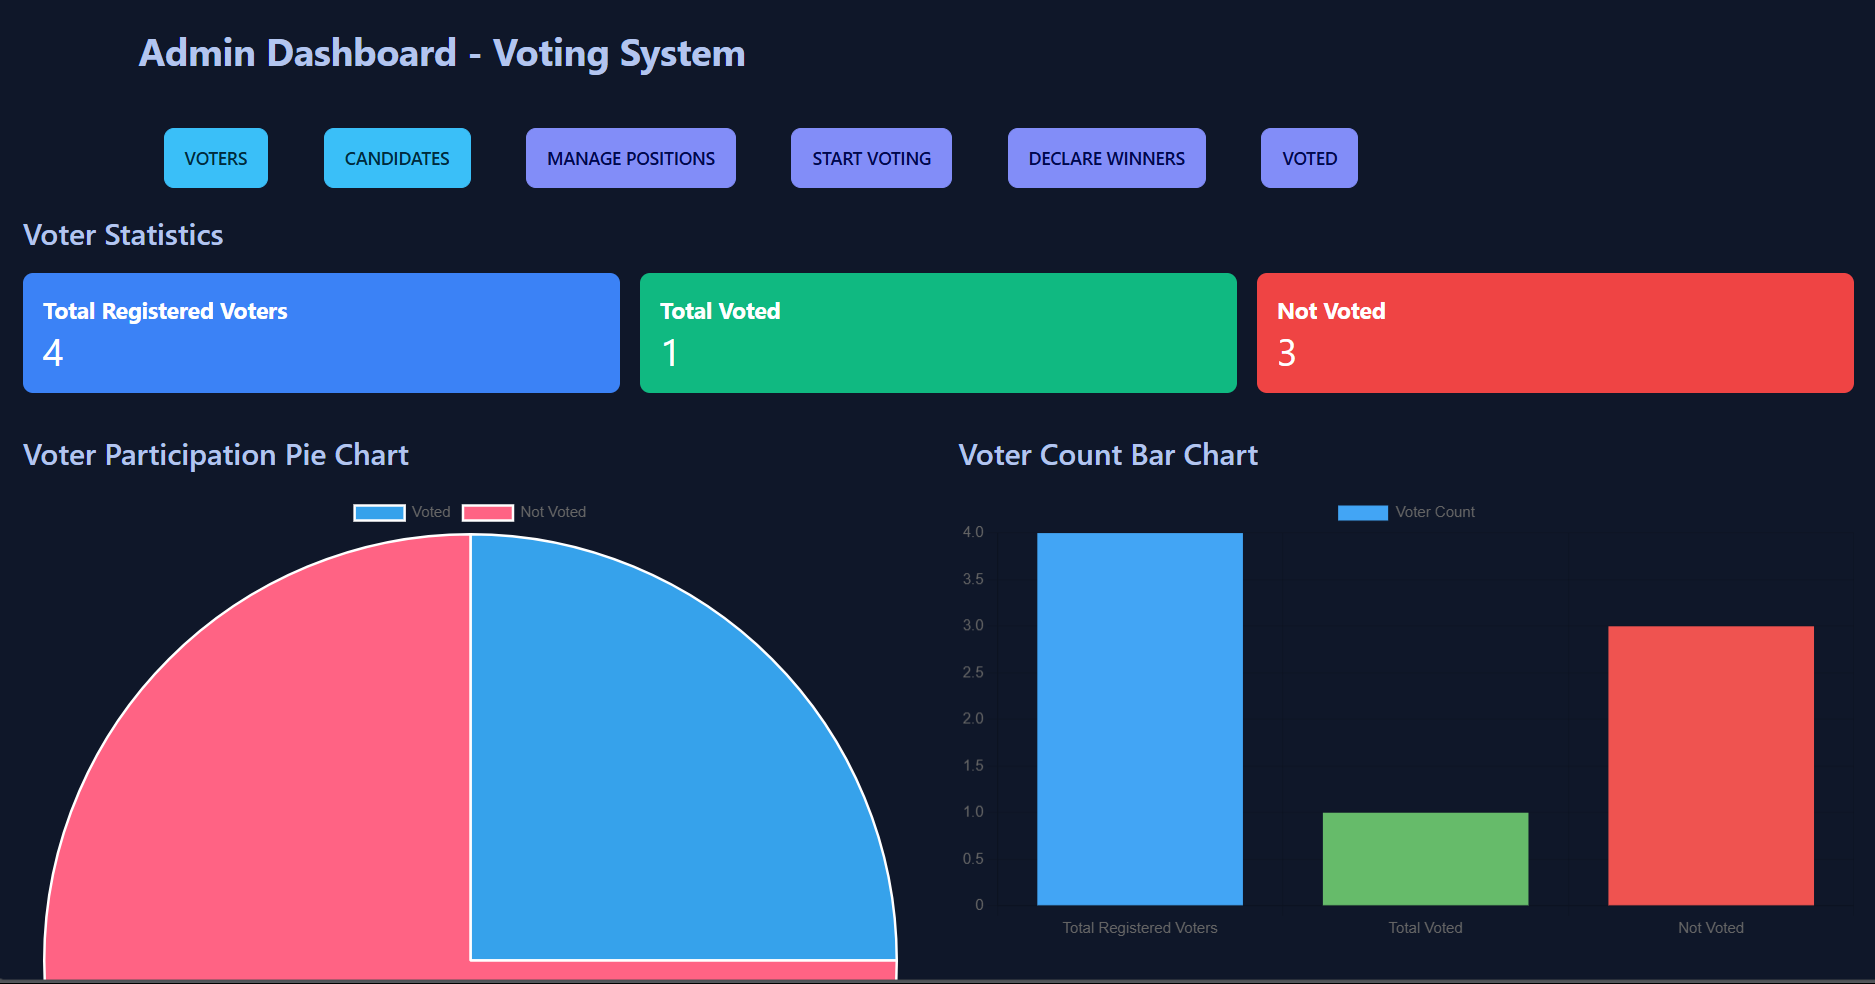 Admin Dashboard - Voting System
VOTERS CANDIDATES MANAGE POSITIONS START VOTING DECLARE WINNERS VOTED
Voter Statistics
Total Registered Voters
4
Total Voted
1
Not Voted
3
Voter Participation Pie Chart
Voted Not Voted
Voter Count Bar Chart
Voter Count
4.0
3.5
3.0
2.5
2.0
1.5
1.0
0.5
0
Total Registered Voters Total Voted Not Voted